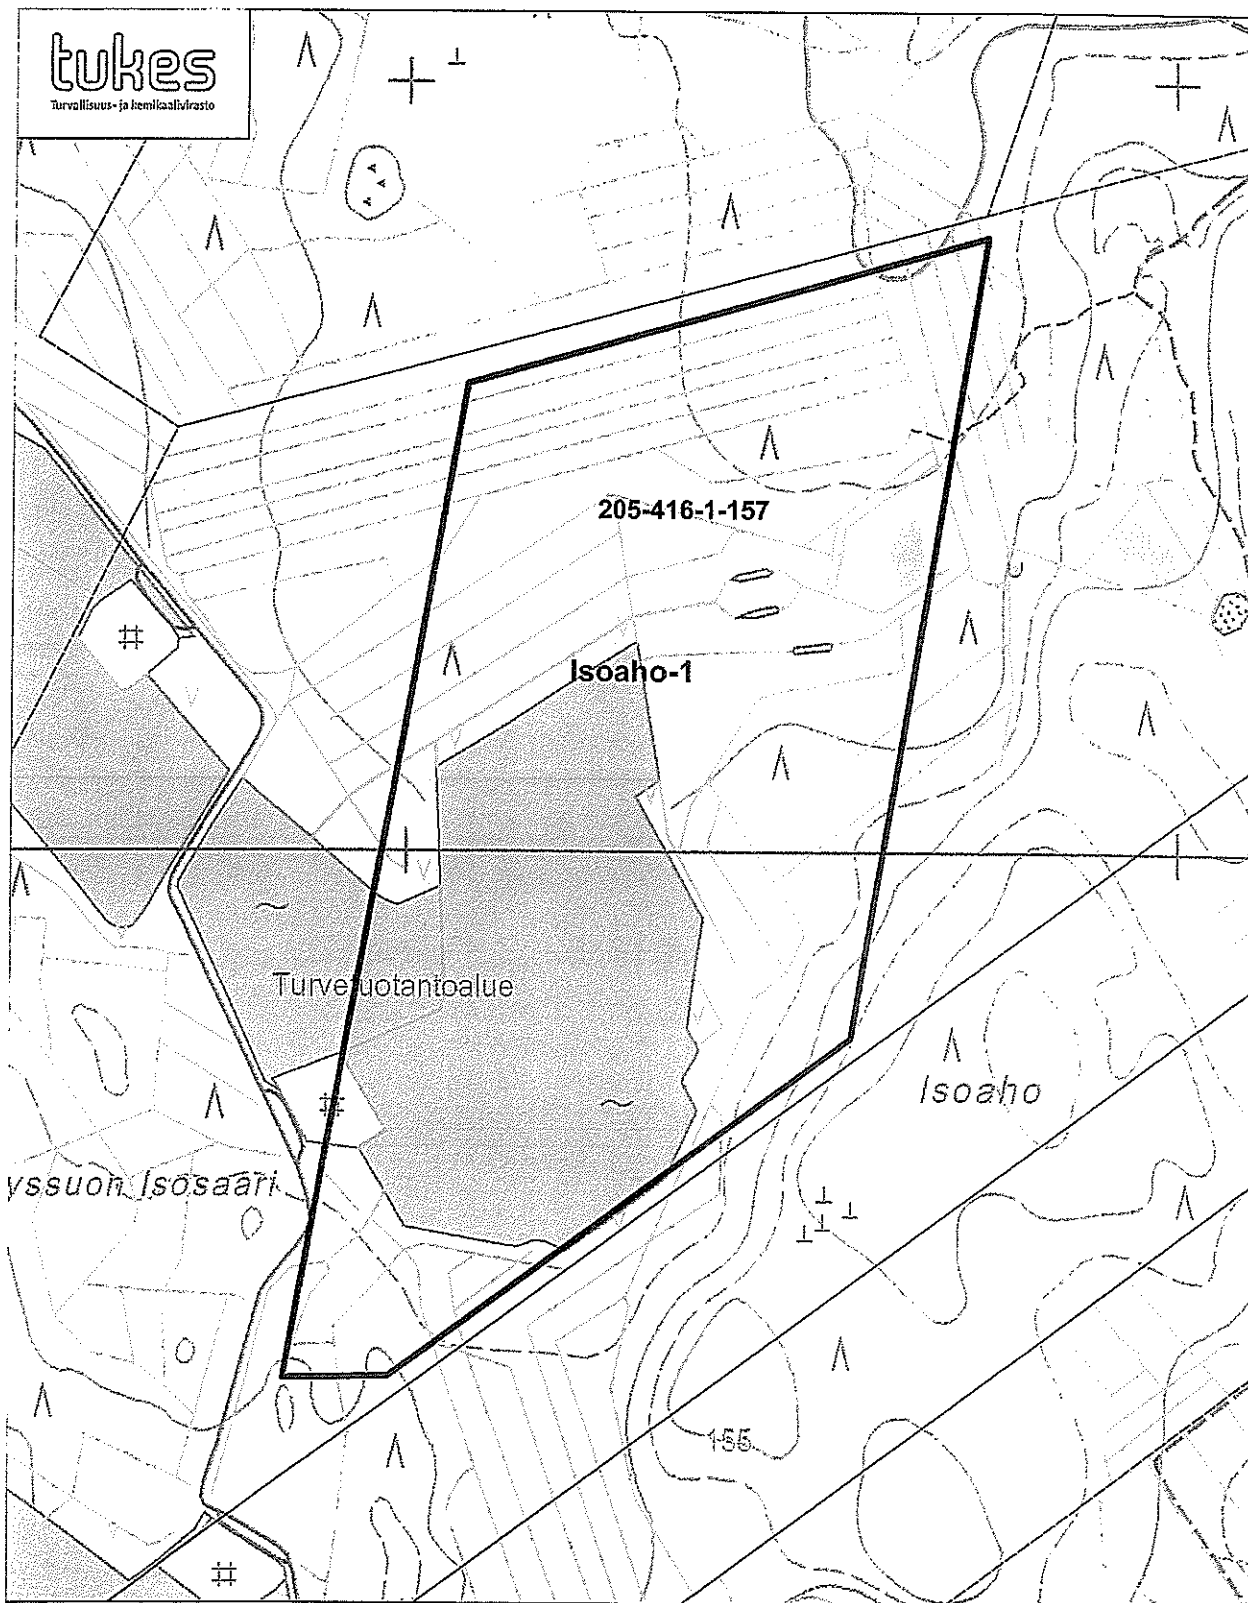 tukes
Turvallisuus- ja kemikaalivirasto
205-416-1-157
Isoaho-1
Turvetuotantoalue
Isoaho
yssuon Isosaari
155